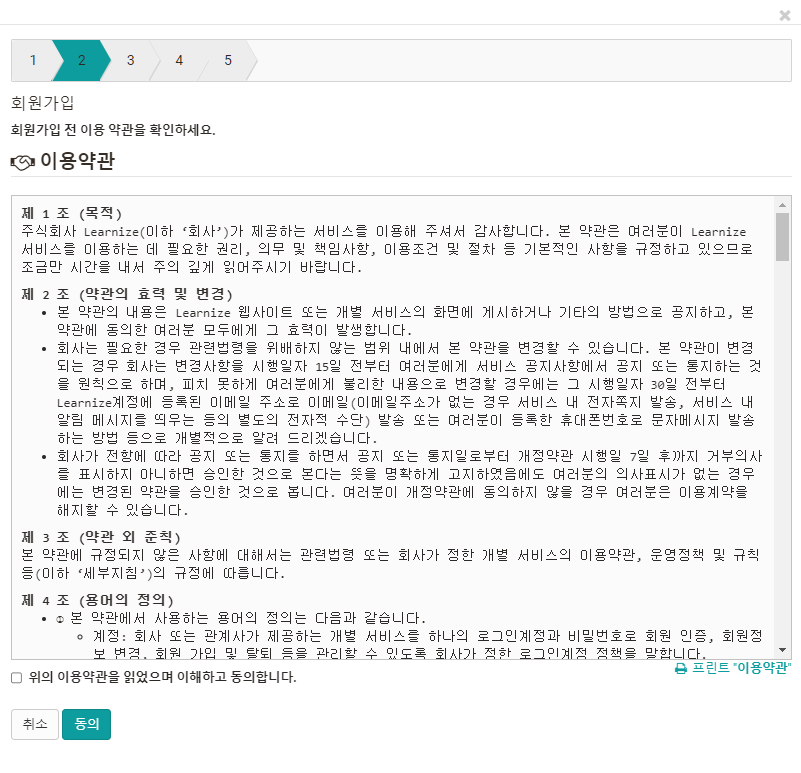 1 2 3 4 5
회원가입
회원가입 전 이용 약관을 확인하세요.
이용약관
제 1 조 (목적)
주식회사 Learnize(이하 ‘회사’)가 제공하는 서비스를 이용해 주셔서 감사합니다. 본 약관은 여러분이 Learnize
서비스를 이용하는 데 필요한 권리, 의무 및 책임사항, 이용조건 및 절차 등 기본적인 사항을 규정하고 있으므로
조금만 시간을 내서 주의 깊게 읽어주시기 바랍니다.
제 2 조 (약관의 효력 및 변경)
• 본 약관의 내용은 Learnize 웹사이트 또는 개별 서비스의 화면에 게시하거나 기타의 방법으로 공지하고, 본
약관에 동의한 여러분 모두에게 그 효력이 발생합니다.
• 회사는 필요한 경우 관련법령을 위배하지 않는 범위 내에서 본 약관을 변경할 수 있습니다. 본 약관이 변경
되는 경우 회사는 변경사항을 시행일자 15일 전부터 여러분에게 서비스 공지사항에서 공지 또는 통지하는 것
을 원칙으로 하며, 피치 못하게 여러분에게 불리한 내용으로 변경할 경우에는 그 시행일자 30일 전부터
Learnize계정에 등록된 이메일 주소로 이메일(이메일주소가 없는 경우 서비스 내 전자쪽지 발송, 서비스 내
알림 메시지를 띄우는 등의 별도의 전자적 수단) 발송 또는 여러분이 등록한 휴대폰번호로 문자메시지 발송
하는 방법 등으로 개별적으로 알려 드리겠습니다.
• 회사가 전항에 따라 공지 또는 통지를 하면서 공지 또는 통지일로부터 개정약관 시행일 7일 후까지 거부의사
를 표시하지 아니하면 승인한 것으로 본다는 뜻을 명확하게 고지하였음에도 여러분의 의사표시가 없는 경우
에는 변경된 약관을 승인한 것으로 봅니다. 여러분이 개정약관에 동의하지 않을 경우 여러분은 이용계약을
해지할 수 있습니다.
제 3 조 (약관 외 준칙)
본 약관에 규정되지 않은 사항에 대해서는 관련법령 또는 회사가 정한 개별 서비스의 이용약관, 운영정책 및 규칙
등(이하 ‘세부지침’)의 규정에 따릅니다.
제 4 조 (용어의 정의)
• ① 본 약관에서 사용하는 용어의 정의는 다음과 같습니다.
◦ 계정: 회사 또는 관계사가 제공하는 개별 서비스를 하나의 로그인계정과 비밀번호로 회원 인증, 회원정
보 변경, 회원 가입 및 탈퇴 등을 관리할 수 있도록 회사가 정한 로그인계정 정책을 말합니다.
프린트 "이용약관"
위의 이용약관을 읽었으며 이해하고 동의합니다.
취소 동의